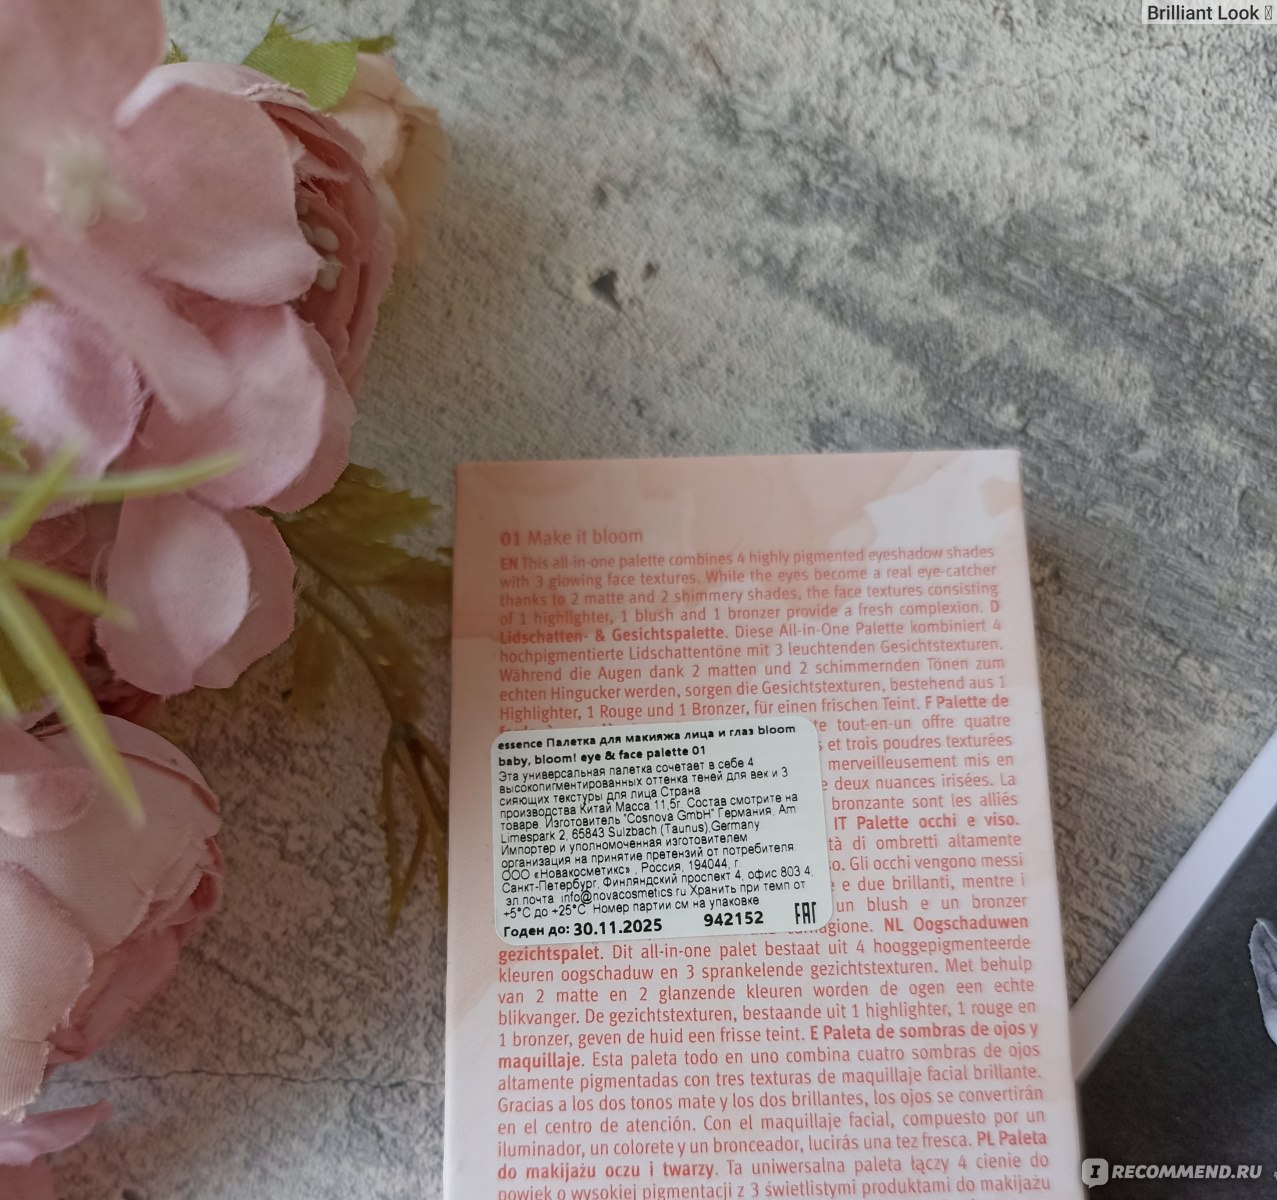 Brilliant Look
01 Make it bloom
EN This all-in-one palette combines 4 highly pigmented eyeshadow shades
with 3 glowing face textures. While the eyes become a real eye-catcher
thanks to 2 matte and 2 shimmery shades, the face textures consisting
of 1 highlighter, 1 blush and 1 bronzer provide a fresh complexion. D
Lidschatten- & Gesichtspalette. Diese All-in-One Palette kombiniert 4
hochpigmentierte Lidschattentöne mit 3 leuchtenden Gesichtstexturen.
Während die Augen dank 2 matten und 2 schimmernden Tönen zum
echten Hingucker werden, sorgen die Gesichtstexturen, bestehend aus 1
Highlighter, 1 Rouge und 1 Bronzer, für einen frischen Teint. F Palette de
te tout-en-un offre quatre
s et trois poudres texturées
merveilleusement mis en
e deux nuances irisées. La
bronzante sont les alliés
IT Palette occhi e viso.
tà di ombretti altamente
so. Gli occhi vengono messi
e due brillanti, mentre i
un blush e un bronzer
essence Палетка для макияжа лица и глаз bloom
baby, bloom! eye & face palette 01
Эта универсальная палетка сочетает в себе 4
высокопигментированных оттенка теней для век и 3
сияющих текстуры для лица Страна
производства Китай Масса 11,5г. Состав смотрите на
товаре. Изготовитель "Cosnova GmbH" Германия, Am
Limespark 2, 65843 Sulzbach (Taunus),Germany
Импортер и уполномоченная изготовителем
организация на принятие претензий от потребителя
ООО «Новакосметикс» , Россия, 194044, г.
Санкт-Петербург, Финляндский проспект 4, офис 803 4.
эл.почта info@novacosmetics.ru Хранить при темп от
+5°C до +25°C. Номер партии см на упаковке
Годен до: 30.11.2025 942152 EAC
NL Oogschaduwen
gezichtspalet. Dit all-in-one palet bestaat uit 4 hooggepigmenteerde
kleuren oogschaduw en 3 sprankelende gezichtstexturen. Met behulp
van 2 matte en 2 glanzende kleuren worden de ogen een echte
blikvanger. De gezichtstexturen, bestaande uit 1 highlighter, 1 rouge en
1 bronzer, geven de huid een frisse teint. E Paleta de sombras de ojos y
maquillaje. Esta paleta todo en uno combina cuatro sombras de ojos
altamente pigmentadas con tres texturas de maquillaje facial brillante.
Gracias a los dos tonos mate y los dos brillantes, los ojos se convertirán
en el centro de atención. Con el maquillaje facial, compuesto por un
iluminador, un colorete y un bronceador, lucirás una tez fresca. PL Paleta
do makijażu oczu i twarzy. Ta uniwersalna paleta łączy 4 cienie do
powiek o wysokiej pigmentacji z 3 świetlistymi produktami do makijażu
IRECOMMEND.RU